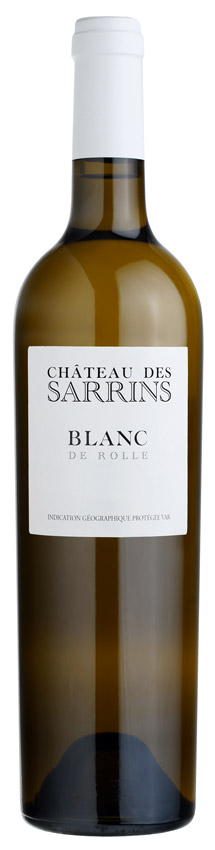 CHÂTEAU DES
SARRINS
BLANC
DE ROLLE
INDICATION GÉOGRAPHIQUE PROTÉGÉE VAR